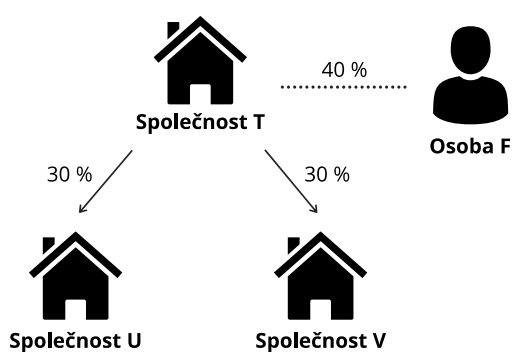 40 %
Společnost T
Osoba F
30 %
30 %
Společnost U
Společnost V